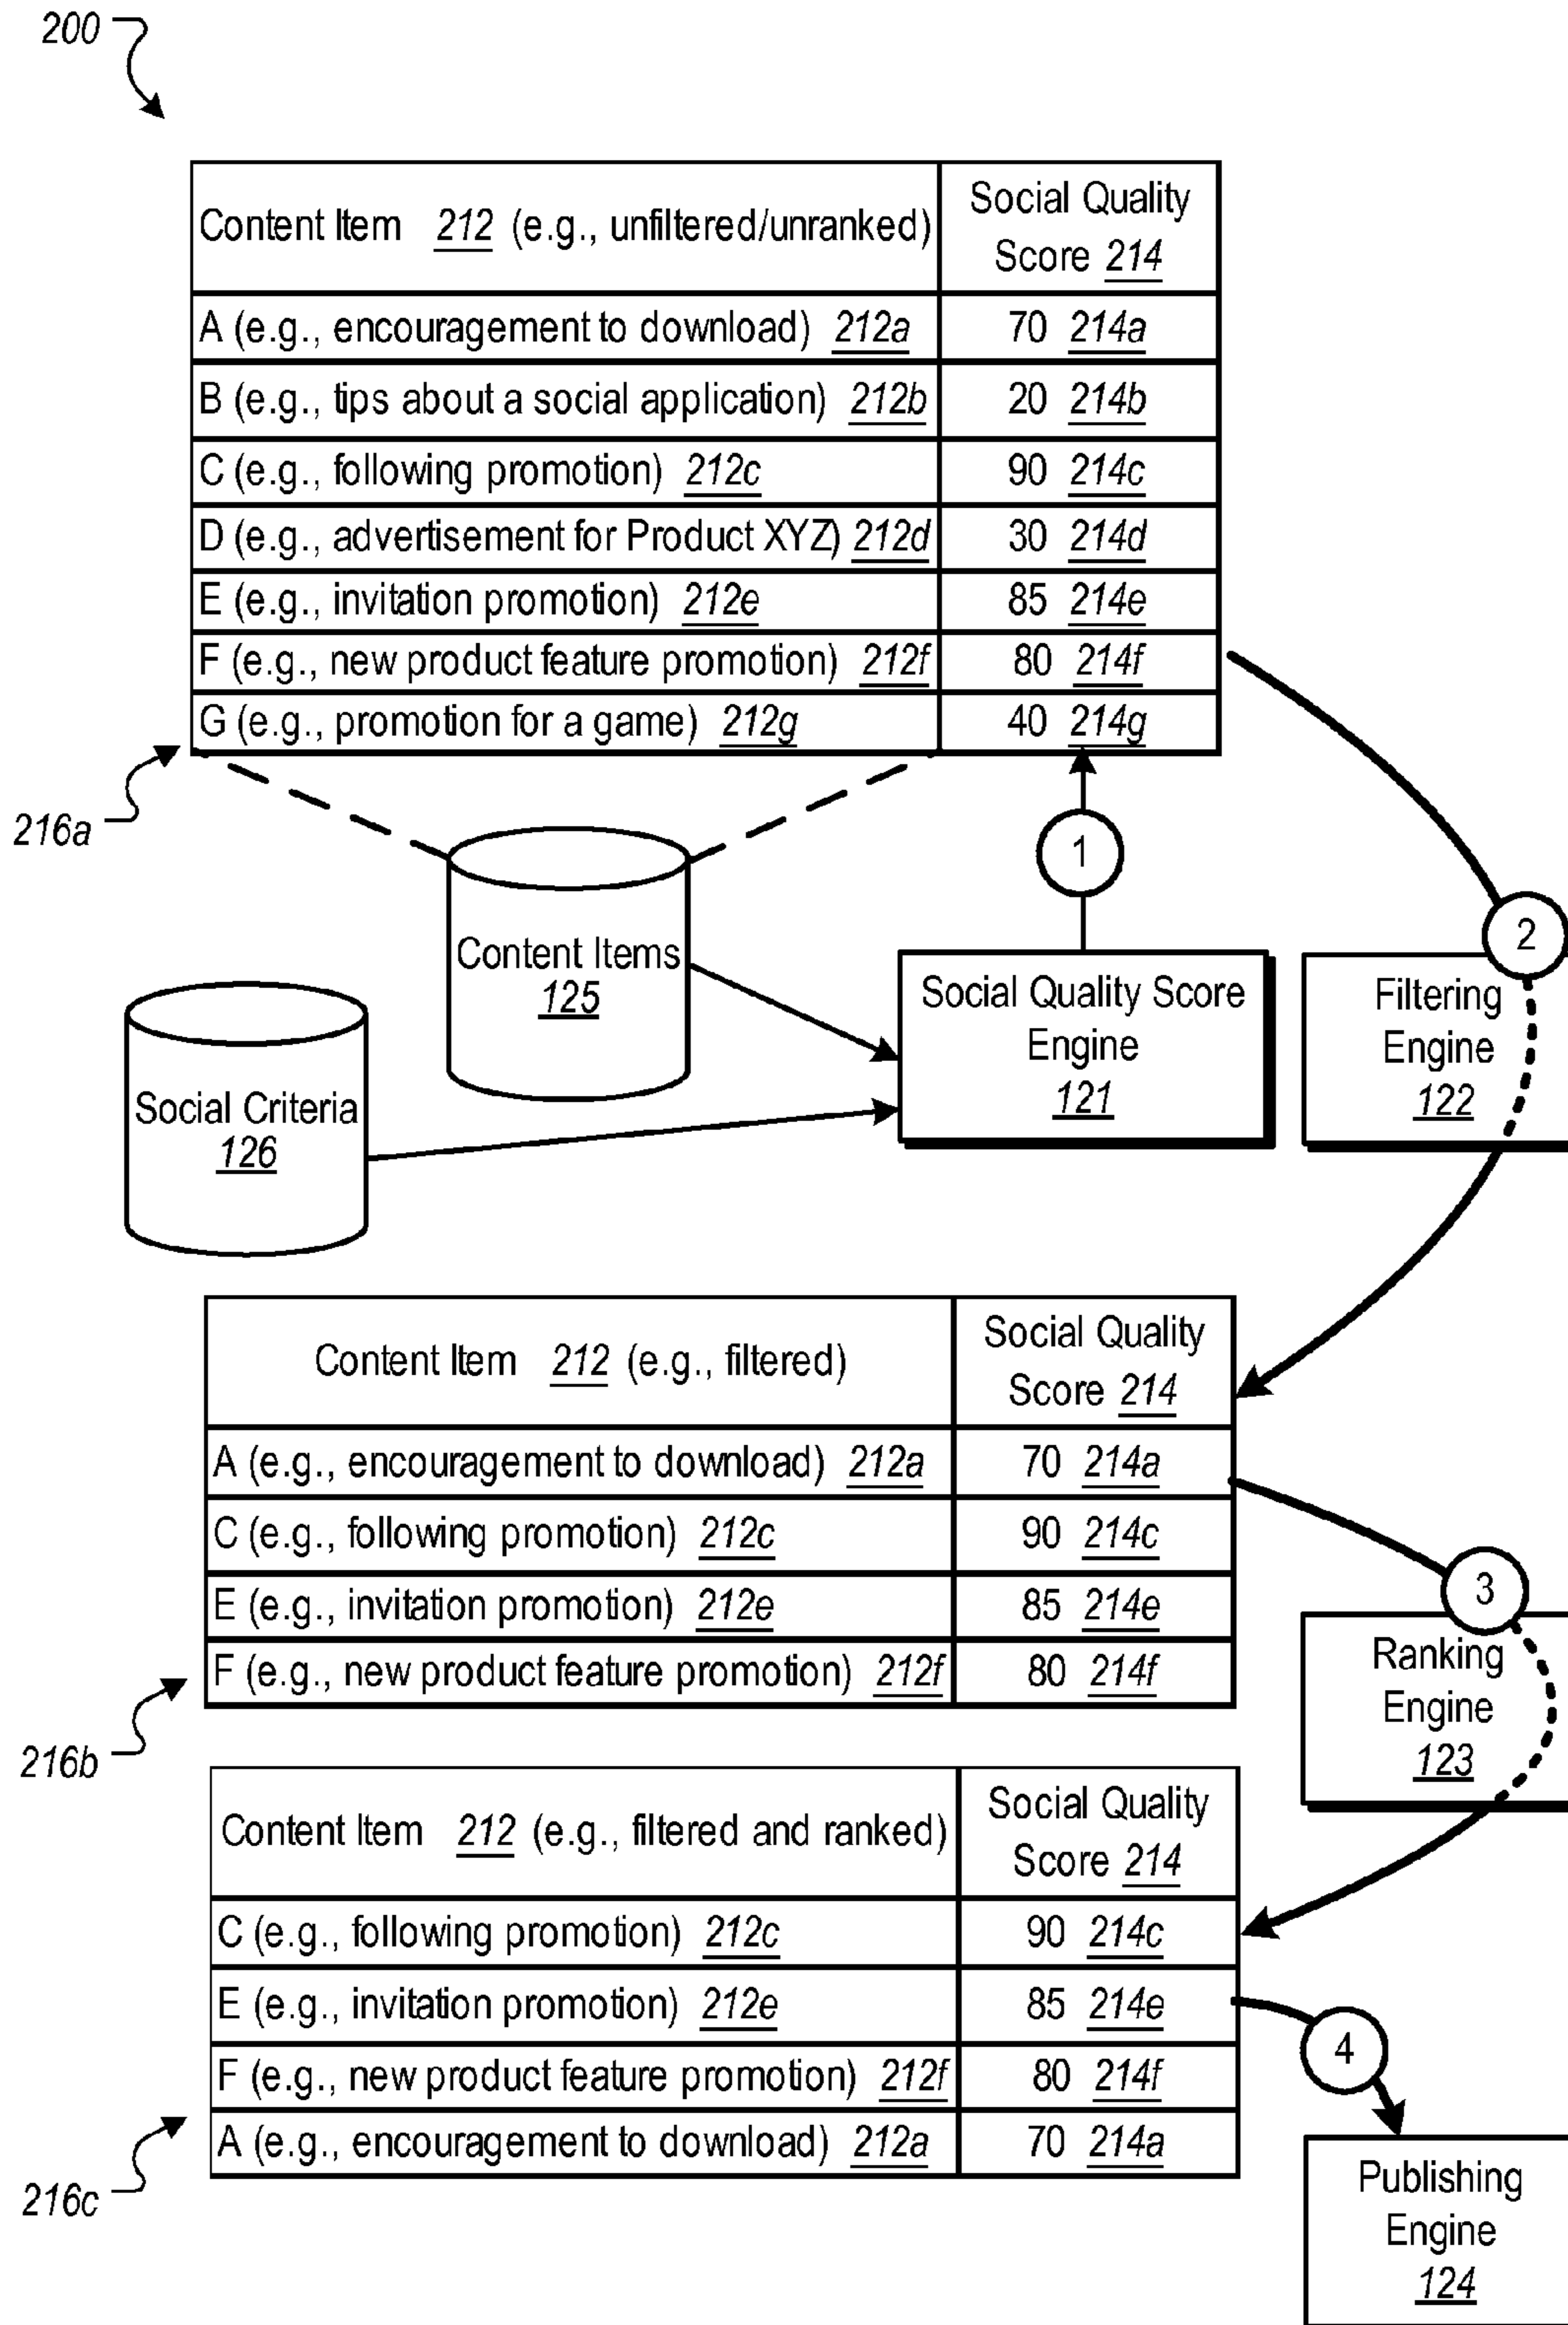 200
Content Item 212 (e.g., unfiltered/unranked)
Social Quality
Score 214
A (e.g., encouragement to download) 212a
70 214a
B (e.g., tips about a social application) 212b
20 214b
C (e.g., following promotion) 212c
90 214c
D (e.g., advertisement for Product XYZ) 212d
30 214d
E (e.g., invitation promotion) 212e
85 214e
F (e.g., new product feature promotion) 212f
80 214f
G (e.g., promotion for a game) 212g
40 214g
216a
1
2
Content Items
125
Social Quality Score
Engine
121
Filtering
Engine
122
Social Criteria
126
Content Item 212 (e.g., filtered)
Social Quality
Score 214
A (e.g., encouragement to download) 212a
70 214a
C (e.g., following promotion) 212c
90 214c
E (e.g., invitation promotion) 212e
85 214e
F (e.g., new product feature promotion) 212f
80 214f
216b
3
Ranking
Engine
123
Content Item 212 (e.g., filtered and ranked)
Social Quality
Score 214
C (e.g., following promotion) 212c
90 214c
E (e.g., invitation promotion) 212e
85 214e
F (e.g., new product feature promotion) 212f
80 214f
A (e.g., encouragement to download) 212a
70 214a
216c
4
Publishing
Engine
124